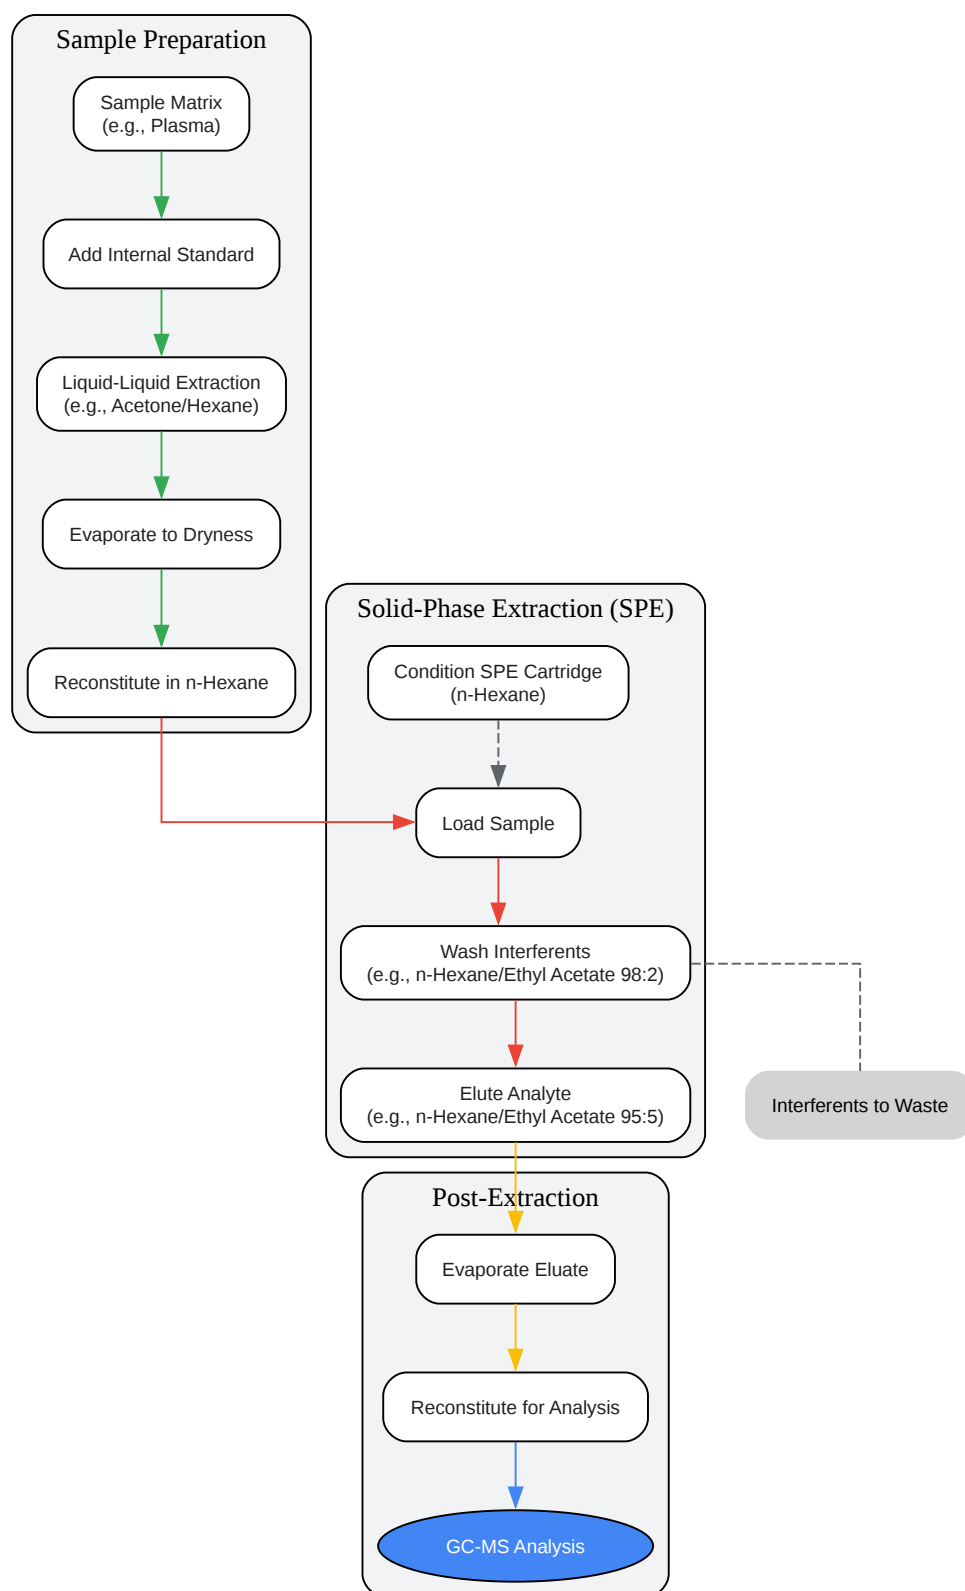 Sample Preparation
Sample Matrix
(e.g., Plasma)
Add Internal Standard
Liquid-Liquid Extraction
(e.g., Acetone/Hexane)
Evaporate to Dryness
Reconstitute in n-Hexane
Solid-Phase Extraction (SPE)
Condition SPE Cartridge
(n-Hexane)
Load Sample
Wash Interferents
(e.g., n-Hexane/Ethyl Acetate 98:2)
Elute Analyte
(e.g., n-Hexane/Ethyl Acetate 95:5)
Interferents to Waste
Post-Extraction
Evaporate Eluate
Reconstitute for Analysis
GC-MS Analysis